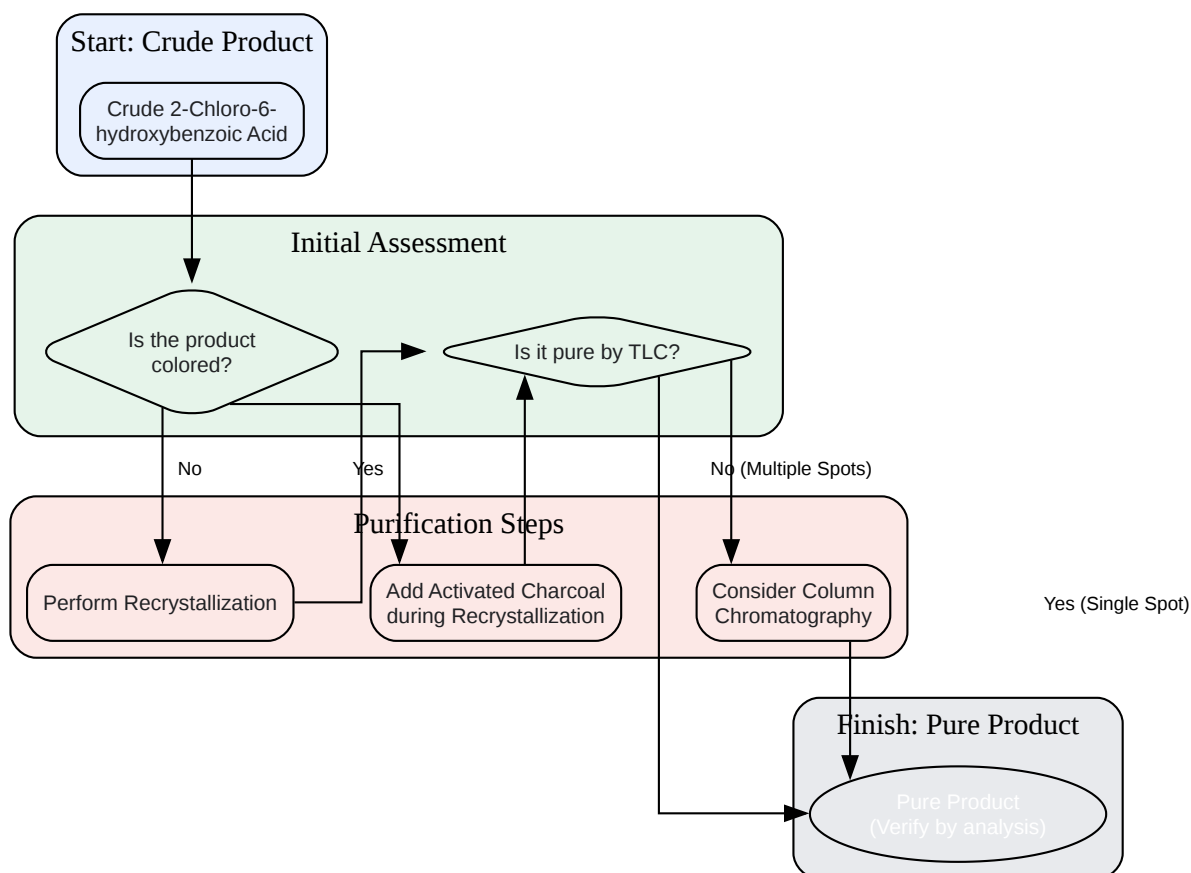 Start: Crude Product
Crude 2-Chloro-6-
hydroxybenzoic Acid
Initial Assessment
Is the product
colored?
Is it pure by TLC?
No
Yes
No (Multiple Spots)
Purification Steps
Perform Recrystallization
Add Activated Charcoal
during Recrystallization
Consider Column
Chromatography
Yes (Single Spot)
Finish: Pure Product
Pure Product
(Verify by analysis)